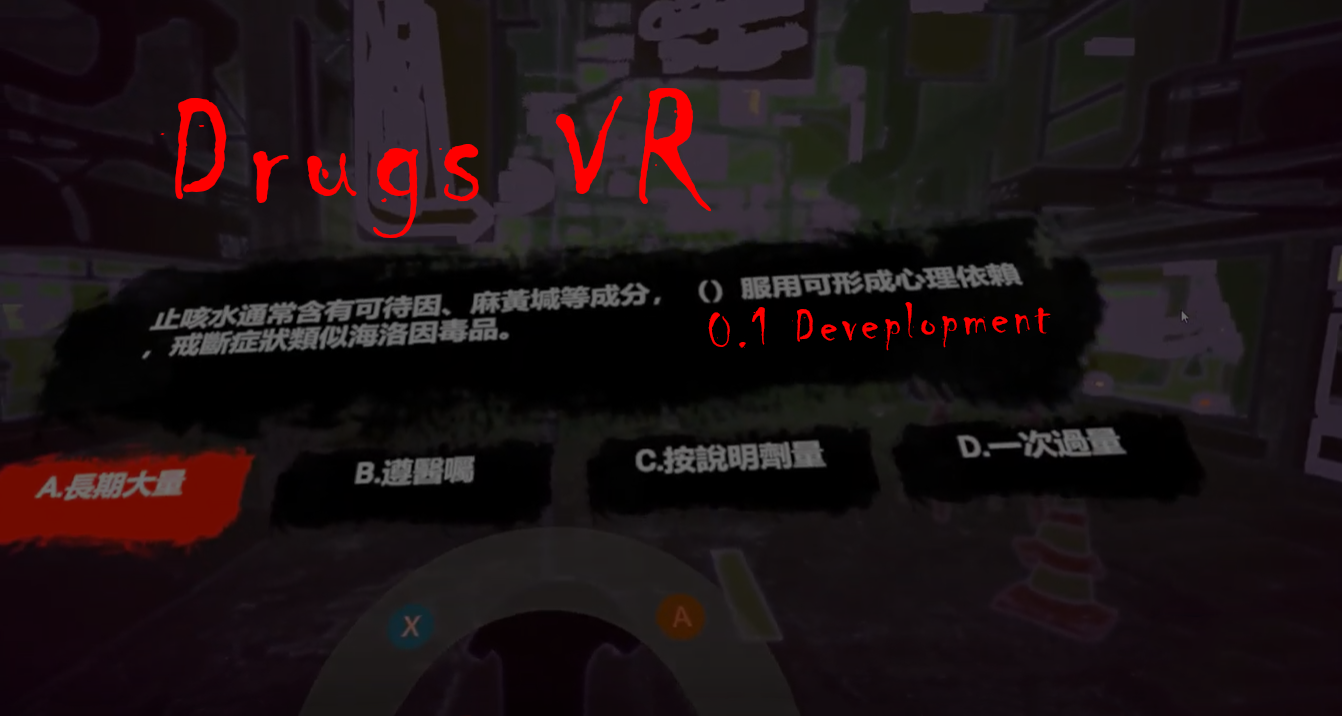 Drugs VR
止咳水通常含有可待因、麻黃堿等成分， （）服用可形成心理依賴
，戒斷症狀類似海洛因毒品。
0.1 Deveplopment
A.長期大量
B.遵醫囑
C.按說明劑量
D.一次過量
X
A